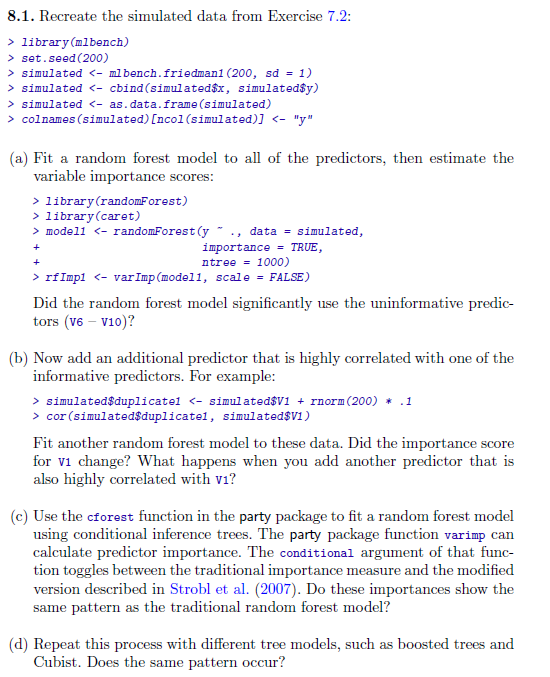 8.1. Recreate the simulated data from Exercise 7.2:
> library(mlbench)
> set.seed(200)
> simulated <- mlbench.friedman1(200, sd = 1)
> simulated <- cbind(simulated$x, simulated$y)
> simulated <- as.data.frame(simulated)
> colnames(simulated)[ncol(simulated)] <- "y"
(a) Fit a random forest model to all of the predictors, then estimate the
variable importance scores:
> library(randomForest)
> library(caret)
> model1 <- randomForest(y ~ ., data = simulated,
+ importance = TRUE,
+ ntree = 1000)
> rfImp1 <- varImp(model1, scale = FALSE)
Did the random forest model significantly use the uninformative predic-
tors (V6 – V10)?
(b) Now add an additional predictor that is highly correlated with one of the
informative predictors. For example:
> simulated$duplicate1 <- simulated$V1 + rnorm(200) * .1
> cor(simulated$duplicate1, simulated$V1)
Fit another random forest model to these data. Did the importance score
for V1 change? What happens when you add another predictor that is
also highly correlated with V1?
(c) Use the cforest function in the party package to fit a random forest model
using conditional inference trees. The party package function varimp can
calculate predictor importance. The conditional argument of that func-
tion toggles between the traditional importance measure and the modified
version described in Strobl et al. (2007). Do these importances show the
same pattern as the traditional random forest model?
(d) Repeat this process with different tree models, such as boosted trees and
Cubist. Does the same pattern occur?